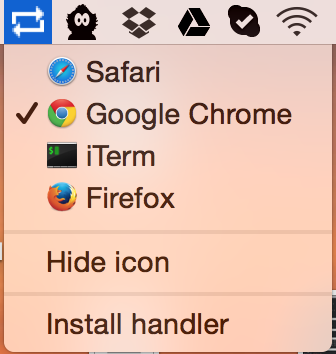 Safari
Google Chrome
iTerm
Firefox
Hide icon
Install handler